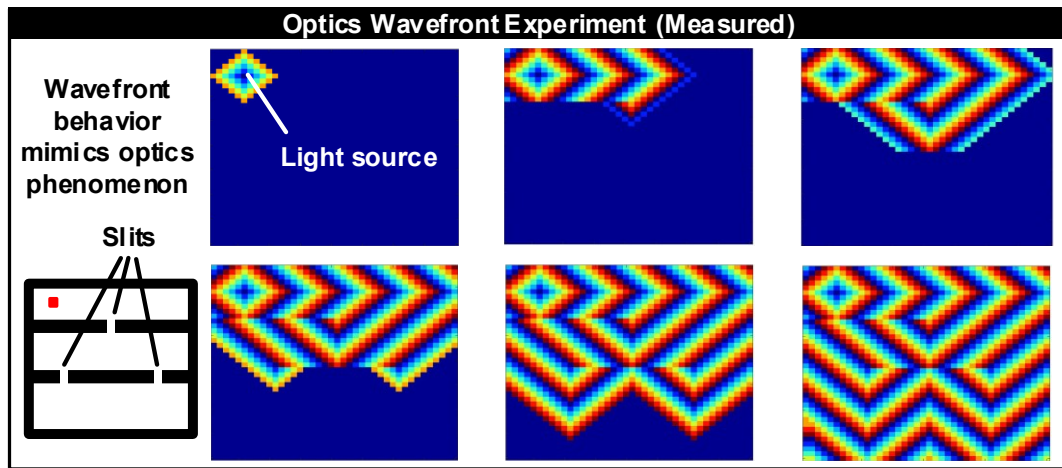 Optics Wavefront Experiment (Measured)
Wavefront
behavior
mimics optics
phenomenon
Light source
Slits